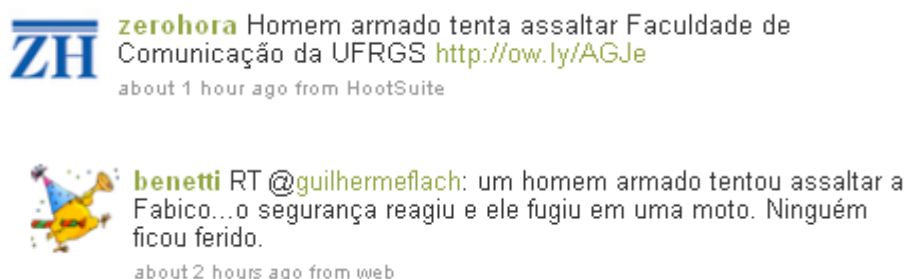 ZH
zerohora Homem armado tenta assaltar Faculdade de
Comunicação da UFRGS http://ow.ly/AGJe
about 1 hour ago from HootSuite
benetti RT @guilhermeflach: um homem armado tentou assaltar a
Fabico...o segurança reagiu e ele fugiu em uma moto. Ninguém
ficou ferido.
about 2 hours ago from web